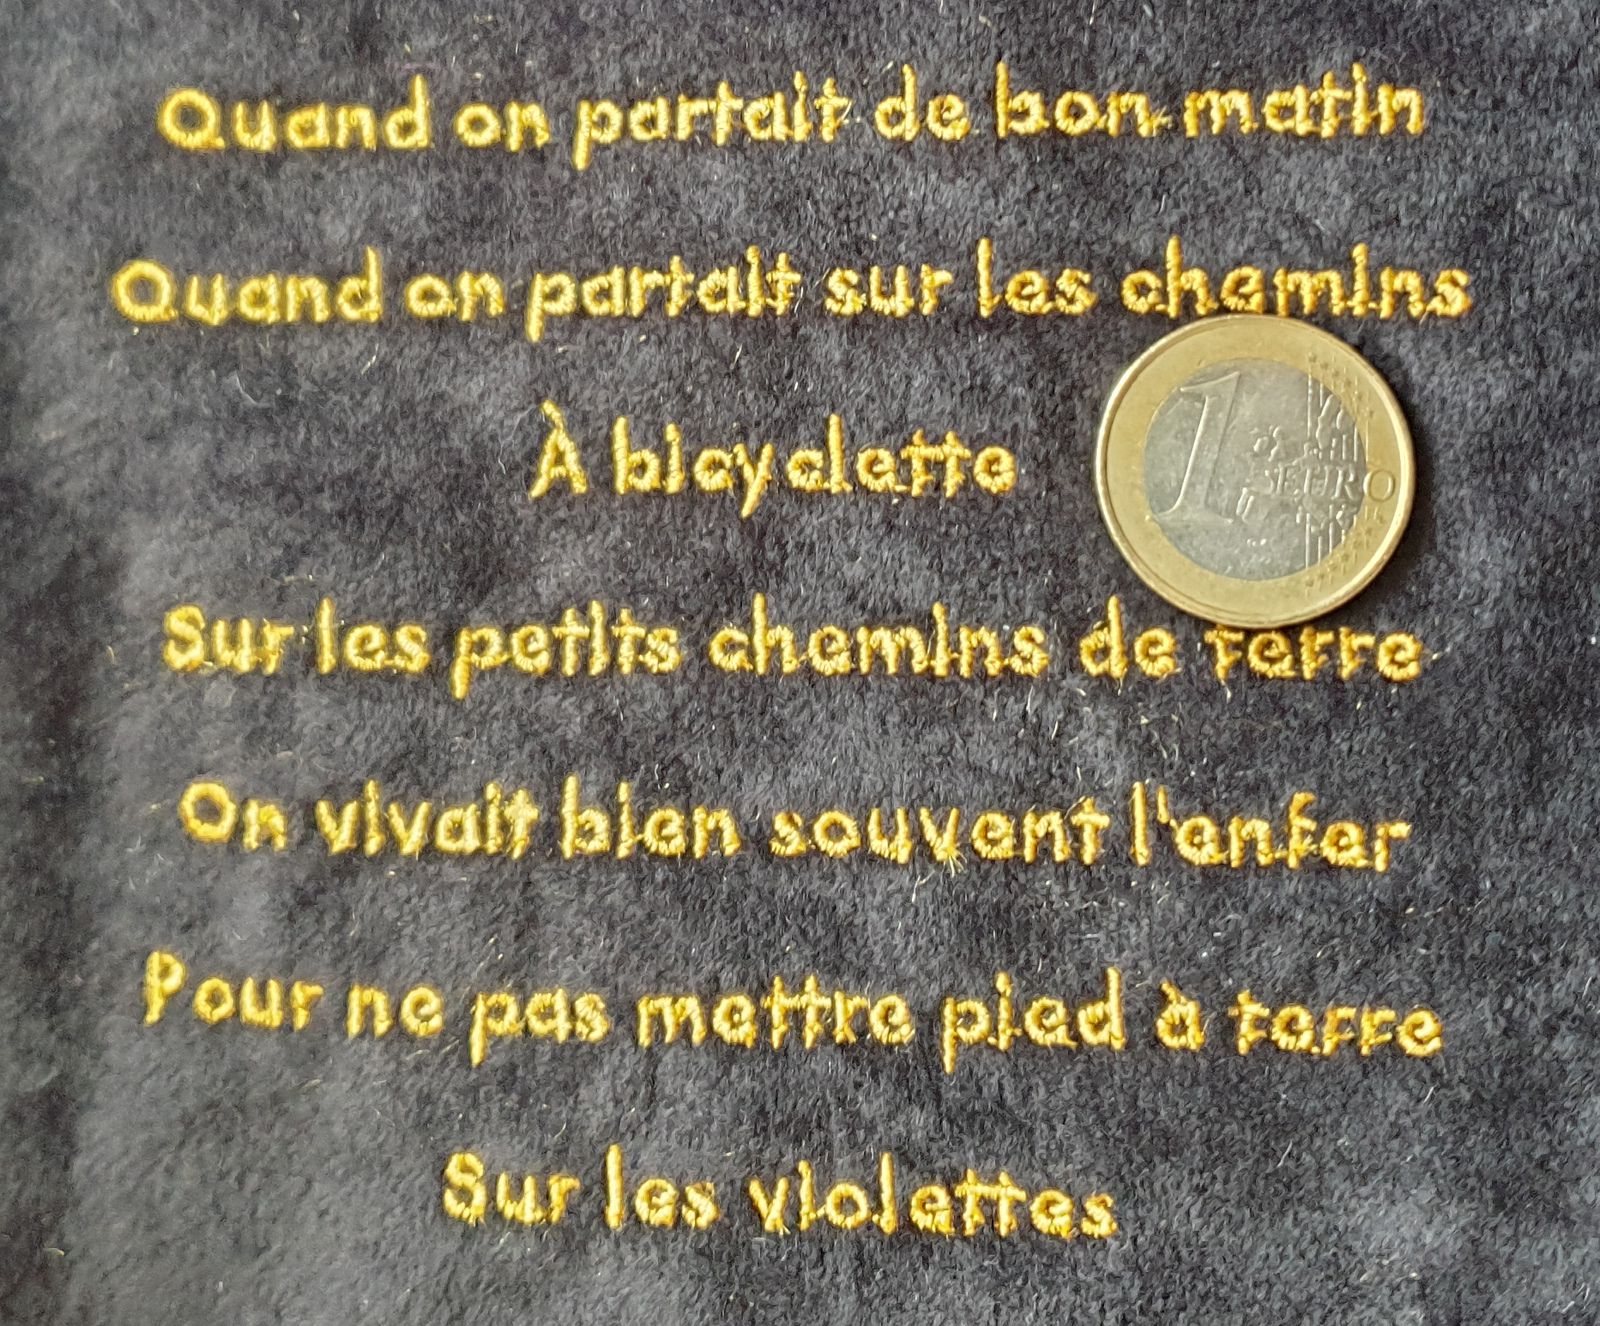 Quand on partait de bon matin
Quand on partait sur les chemins
À bicyclette
1 EURO
Sur les petits chemins de terre
On vivait bien souvent l'enfer
Pour ne pas mettre pied à terre
Sur les violettes